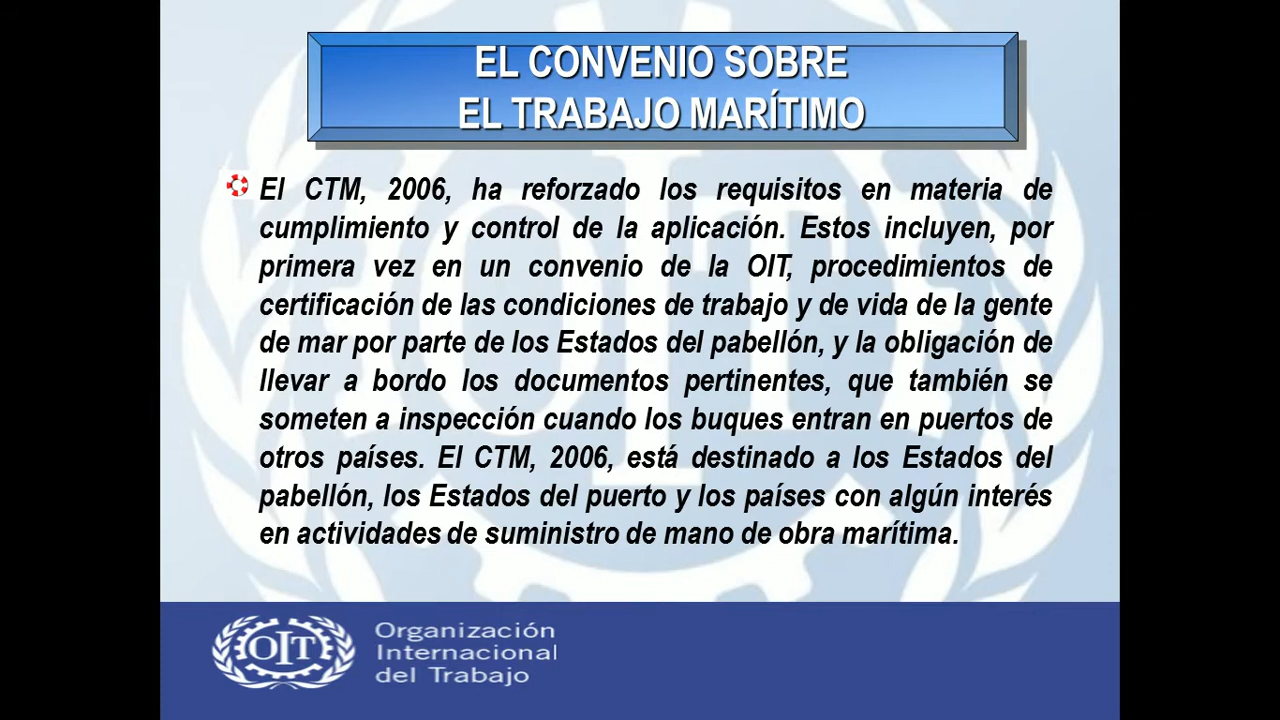 EL CONVENIO SOBRE
EL TRABAJO MARÍTIMO
El CTM, 2006, ha reforzado los requisitos en materia de
cumplimiento y control de la aplicación. Estos incluyen, por
primera vez en un convenio de la OIT, procedimientos de
certificación de las condiciones de trabajo y de vida de la gente
de mar por parte de los Estados del pabellón, y la obligación de
llevar a bordo los documentos pertinentes, que también se
someten a inspección cuando los buques entran en puertos de
otros países. El CTM, 2006, está destinado a los Estados del
pabellón, los Estados del puerto y los países con algún interés
en actividades de suministro de mano de obra marítima.
OIT
Organización
Internacional
del Trabajo